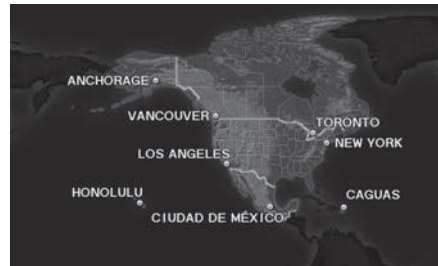 ANCHORAGE
VANCOUVER
TORONTO
NEW YORK
LOS ANGELES
HONOLULU
CAGUAS
CIUDAD DE MÉXICO